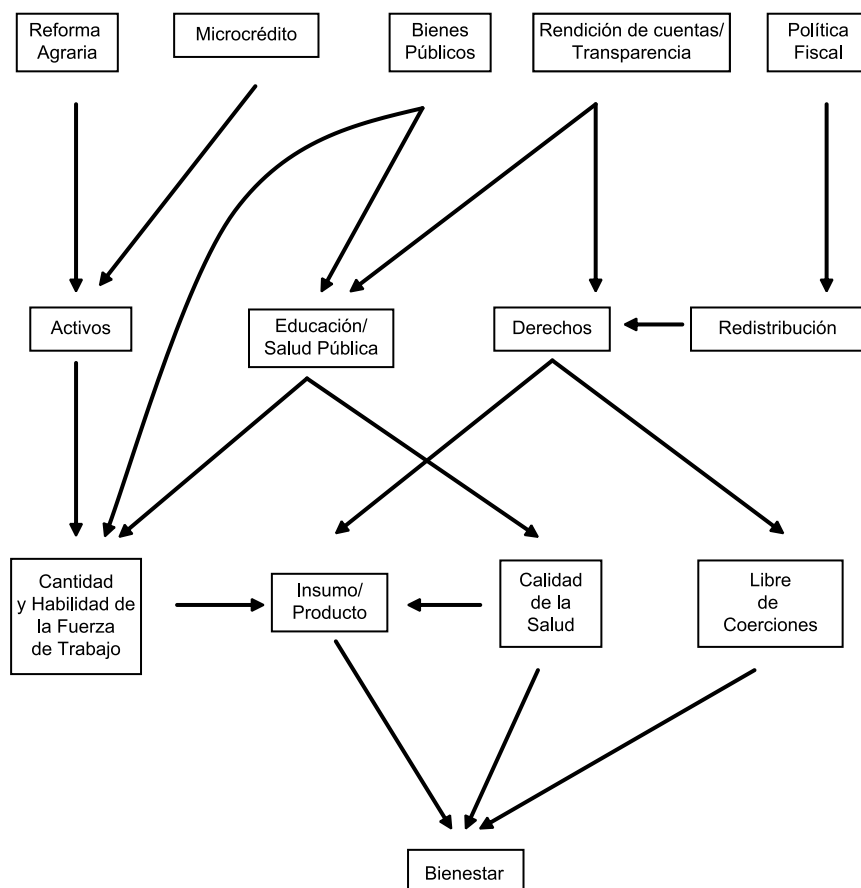 Reforma
Agraria
Microcrédito
Bienes
Públicos
Rendición de cuentas/
Transparencia
Política
Fiscal
Activos
Educación/
Salud Pública
Derechos
Redistribución
Cantidad
y Habilidad de
la Fuerza
de Trabajo
Insumo/
Producto
Calidad
de la
Salud
Libre
de
Coerciones
Bienestar